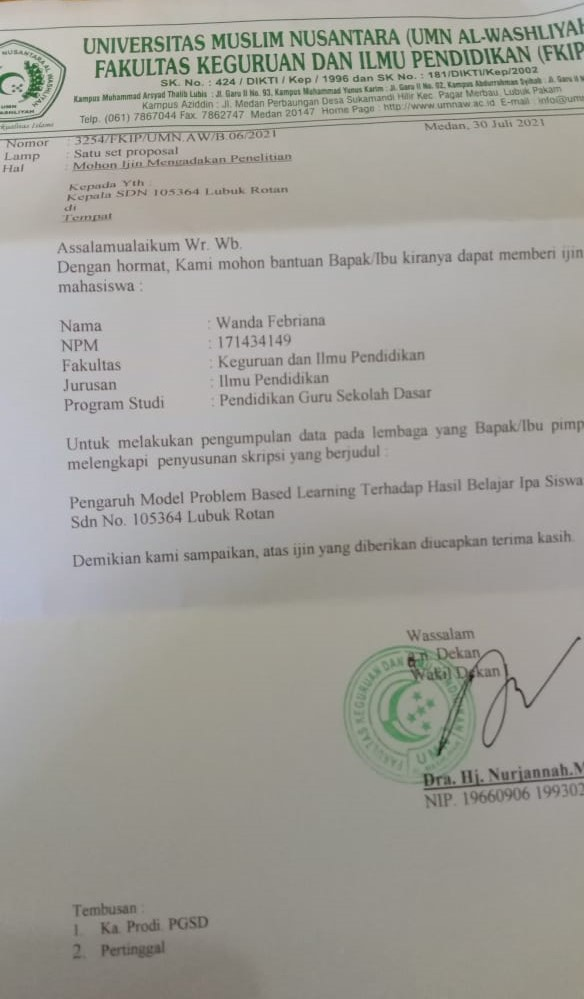 UNIVERSITAS MUSLIM NUSANTARA (UMN AL-WASHLIYAH
FAKULTAS KEGURUAN DAN ILMU PENDIDIKAN (FKIP
SK. No. : 424 / DIKTI / Kep / 1996 dan SK No. : 181/DIKTI/Kep/2002
Kampus Muhammad Arsyad Thalib Lubis : Jl. Garu II No. 93, Kampus Muhammad Yunus Karim : Jl. Garu II No. 02, Kampus Abdurrahman Syihab : Jl. Garu II
Kampus Aziddin : Jl. Medan Perbaungan Desa Sukamandi Hilir Kec. Pagar Merbau, Lubuk Pakam
Telp. (061) 7867044 Fax. 7862747 Medan 20147 Home Page : http://www.umnaw.ac.id E-mail : info@umn
Medan, 30 Juli 2021
Nomor : 3254/FKIP/UMN.AW/B.06/2021
Lamp : Satu set proposal
Hal : Mohon Ijin Mengadakan Penelitian
Kepada Yth :
Kepala SDN 105364 Lubuk Rotan
di
Tempat
Assalamualaikum Wr. Wb.
Dengan hormat, Kami mohon bantuan Bapak/Ibu kiranya dapat memberi ijin
mahasiswa :
Nama : Wanda Febriana
NPM : 171434149
Fakultas : Keguruan dan Ilmu Pendidikan
Jurusan : Ilmu Pendidikan
Program Studi : Pendidikan Guru Sekolah Dasar
Untuk melakukan pengumpulan data pada lembaga yang Bapak/Ibu pimp
melengkapi penyusunan skripsi yang berjudul :
Pengaruh Model Problem Based Learning Terhadap Hasil Belajar Ipa Siswa
Sdn No. 105364 Lubuk Rotan
Demikian kami sampaikan, atas ijin yang diberikan diucapkan terima kasih.
Wassalam
a.n. Dekan
Wakil Dekan
Dra. Hj. Nurjannah.M
NIP. 19660906 199302
Tembusan :
1. Ka. Prodi. PGSD
2. Pertinggal